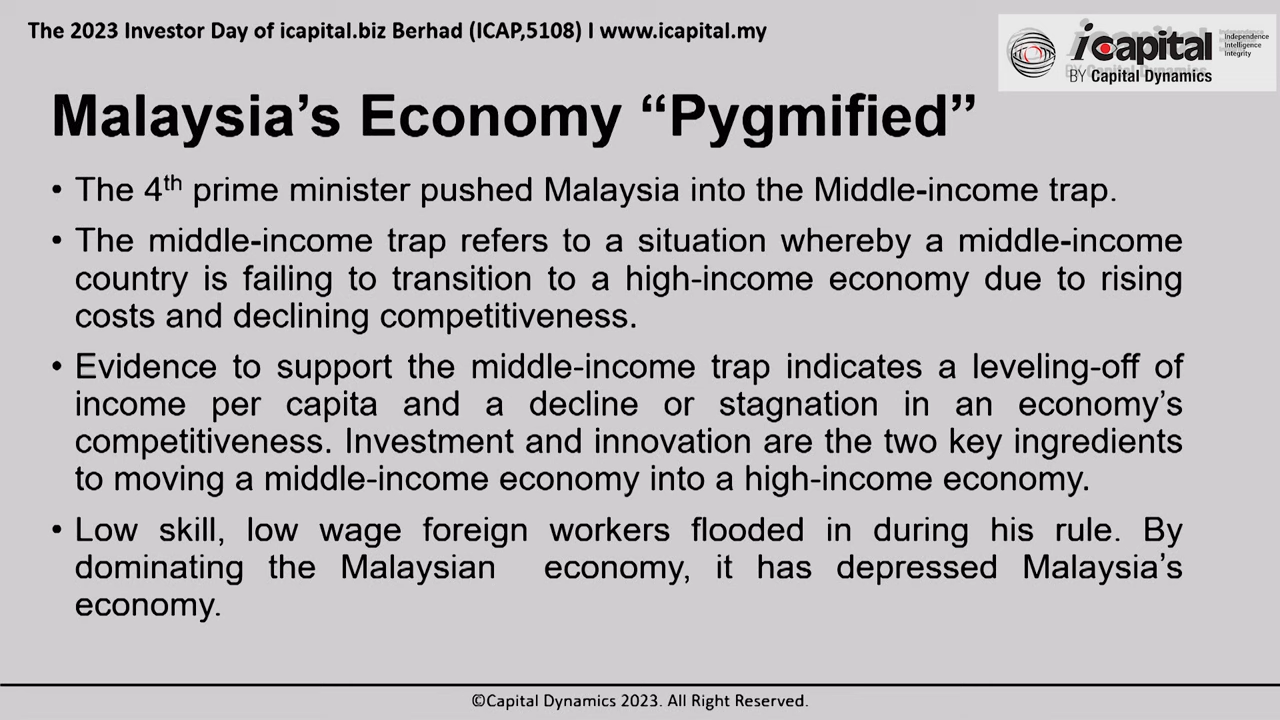 The 2023 Investor Day of icapital.biz Berhad (ICAP,5108) I www.icapital.my
icapital
BY Capital Dynamics
Independence
Intelligence
Integrity
Malaysia’s Economy “Pygmified”
• The 4th prime minister pushed Malaysia into the Middle-income trap.
• The middle-income trap refers to a situation whereby a middle-income
country is failing to transition to a high-income economy due to rising
costs and declining competitiveness.
• Evidence to support the middle-income trap indicates a leveling-off of
income per capita and a decline or stagnation in an economy’s
competitiveness. Investment and innovation are the two key ingredients
to moving a middle-income economy into a high-income economy.
• Low skill, low wage foreign workers flooded in during his rule. By
dominating the Malaysian economy, it has depressed Malaysia’s
economy.
©Capital Dynamics 2023. All Right Reserved.